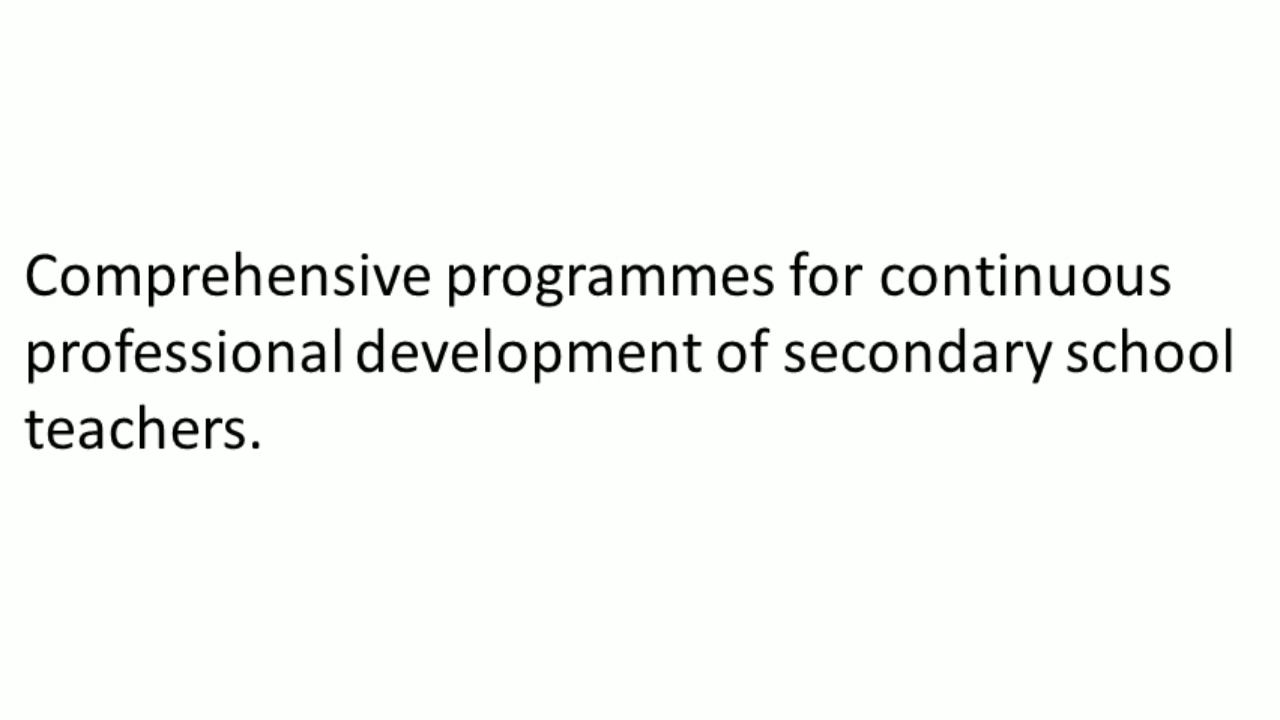 Comprehensive programmes for continuous
professional development of secondary school
teachers.